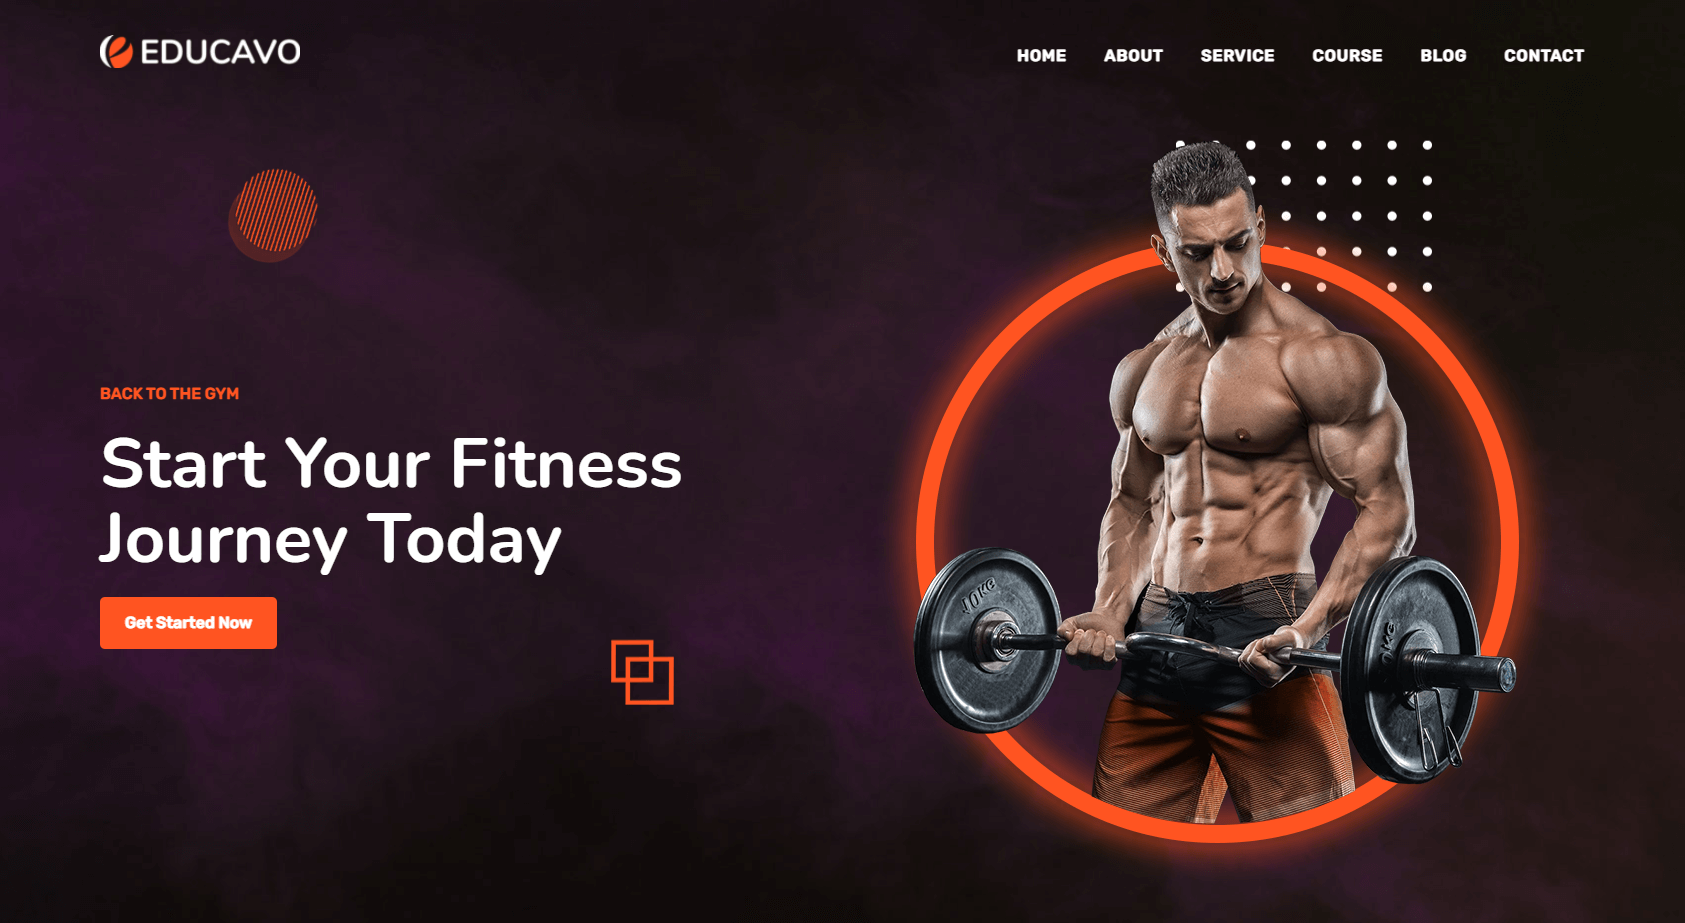 EDUCAVO
HOME ABOUT SERVICE COURSE BLOG CONTACT
BACK TO THE GYM
Start Your Fitness
Journey Today
Get Started Now
10KG
10KG